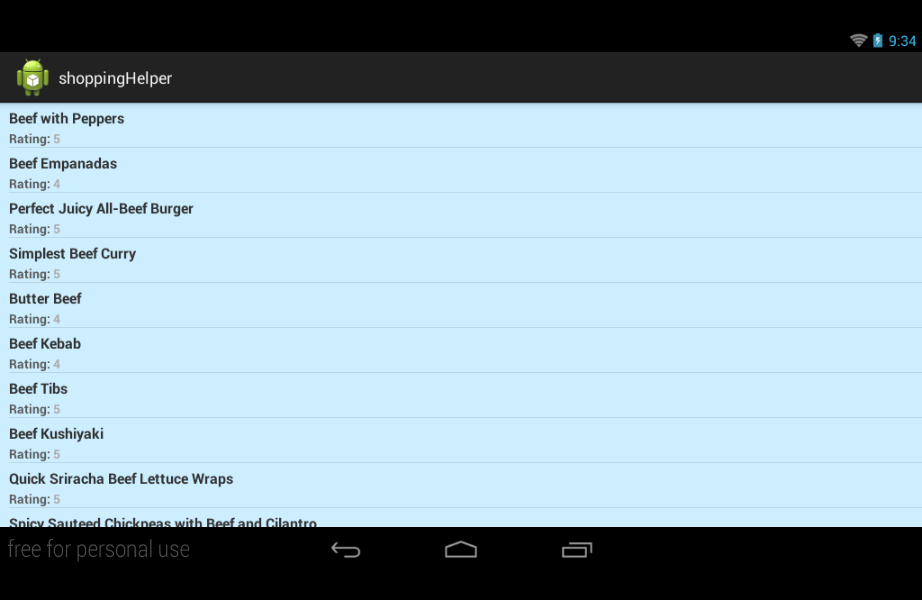 9:34
shoppingHelper
Beef with Peppers
Rating: 5
Beef Empanadas
Rating: 4
Perfect Juicy All-Beef Burger
Rating: 5
Simplest Beef Curry
Rating: 5
Butter Beef
Rating: 4
Beef Kebab
Rating: 4
Beef Tibs
Rating: 5
Beef Kushiyaki
Rating: 5
Quick Sriracha Beef Lettuce Wraps
Rating: 5
Spicy Sauteed Chickpeas with Beef and Cilantro
free for personal use